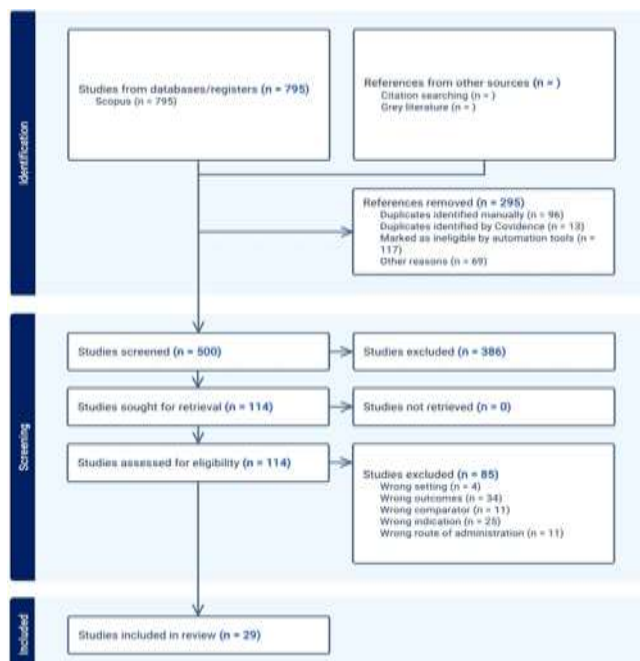 Identification
Studies from databases/registers (n = 795)
Scopus (n = 795)
References from other sources (n = )
Citation searching (n = )
Grey literature (n = )
References removed (n = 295)
Duplicates identified manually (n = 96)
Duplicates identified by Covidence (n = 13)
Marked as ineligible by automation tools (n =
117)
Other reasons (n = 69)
Screening
Studies screened (n = 500)
Studies excluded (n = 386)
Studies sought for retrieval (n = 114)
Studies not retrieved (n = 0)
Studies assessed for eligibility (n = 114)
Studies excluded (n = 85)
Wrong setting (n = 4)
Wrong outcomes (n = 34)
Wrong comparator (n = 11)
Wrong indication (n = 25)
Wrong route of administration (n = 11)
Included
Studies included in review (n = 29)